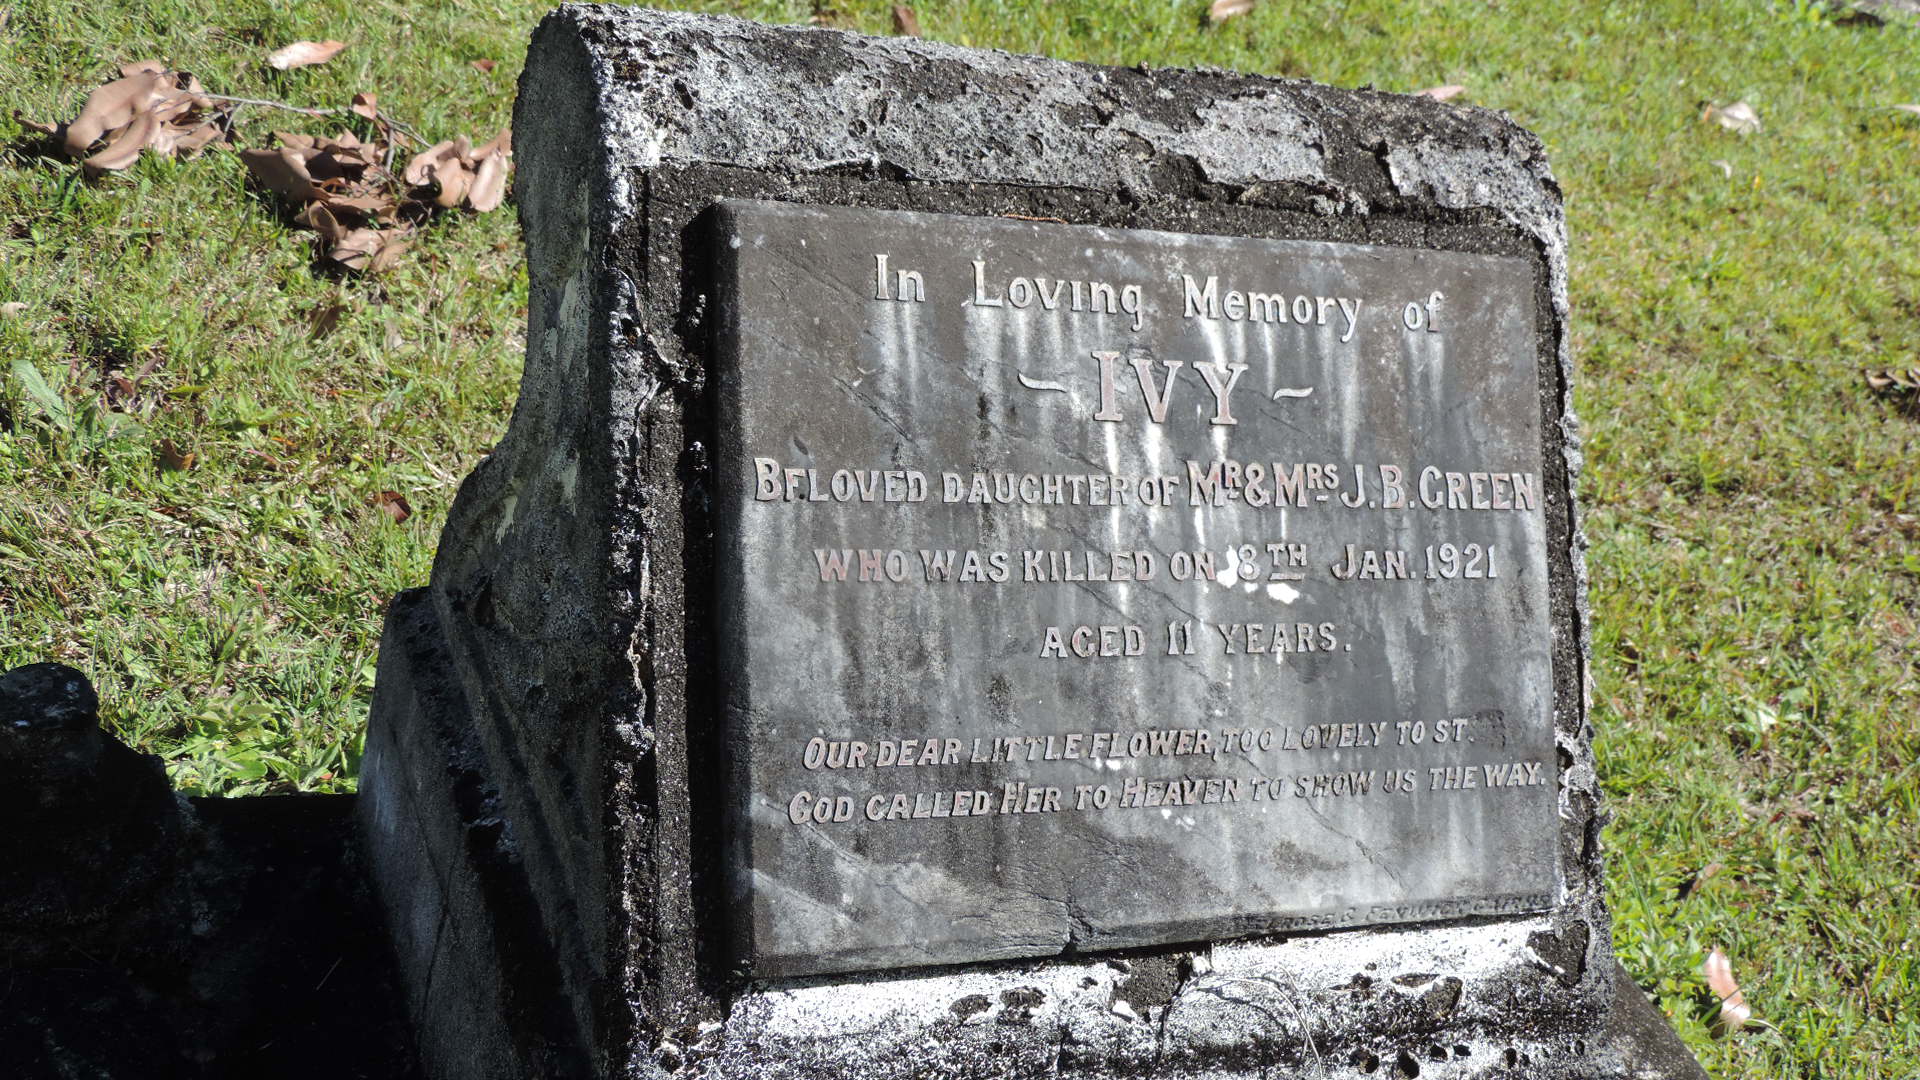 In Loving Memory of
~ IVY ~
BELOVED DAUGHTER OF MR & MRS J.B. GREEN
WHO WAS KILLED ON 8TH JAN. 1921
AGED 11 YEARS.
OUR DEAR LITTLE FLOWER, TOO LOVELY TO ST
GOD CALLED HER TO HEAVEN TO SHOW US THE WAY.